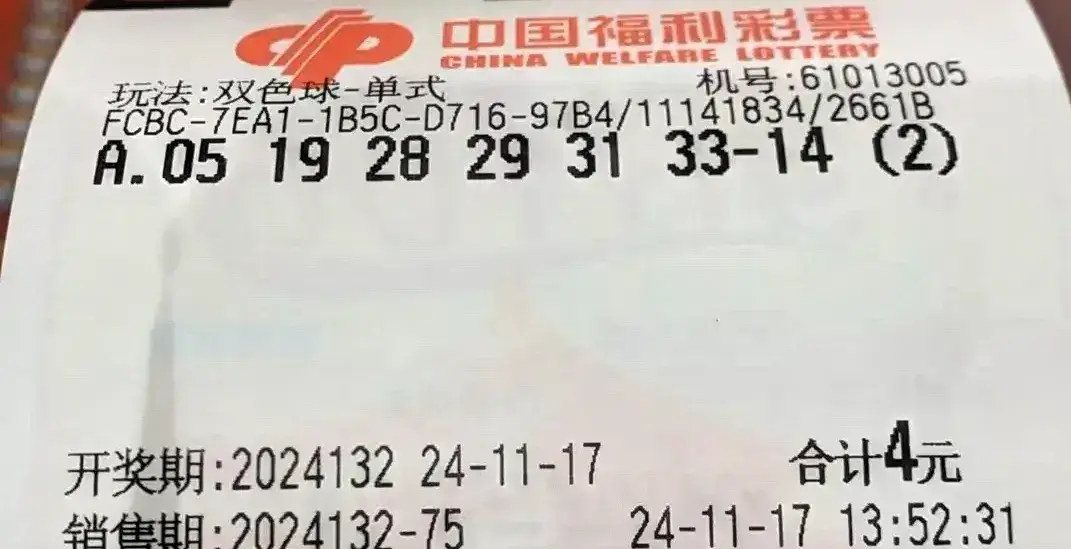 中国福利彩票
CHINA WELFARE LOTTERY
玩法:双色球-单式 机号:61013005
FCBC-7EA1-1B5C-D716-97B4/11141834/2661B
A.05 19 28 29 31 33-14 (2)
开奖期:2024132 24-11-17 合计4元
销售期:2024132-75 24-11-17 13:52:31